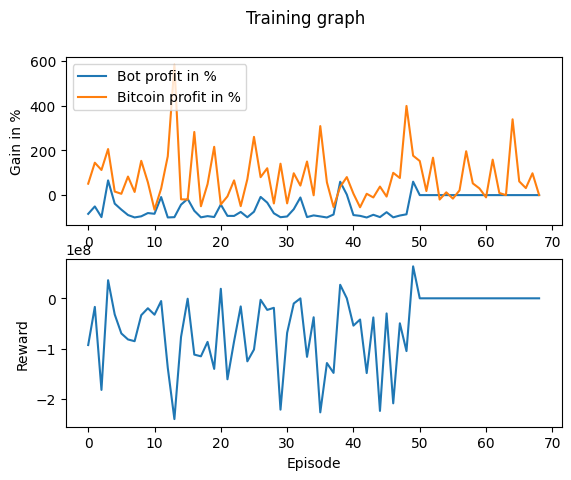 Training graph
Gain in %
600
400
200
0
Bot profit in %
Bitcoin profit in %
0 10 20 30 40 50 60 70
1e8
Reward
0
−1
−2
0 10 20 30 40 50 60 70
Episode